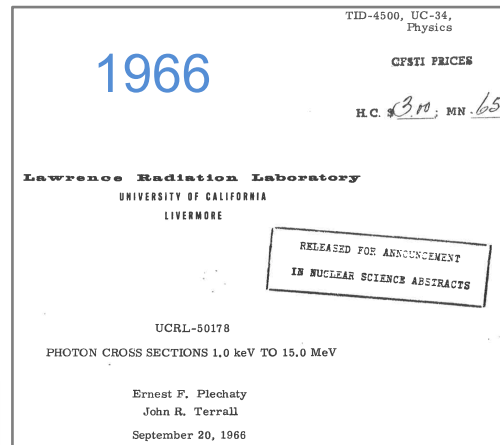 TID-4500, UC-34,
Physics
1966
CFSTI PRICES
H.C. $3.00; MN .65
Lawrence Radiation Laboratory
UNIVERSITY OF CALIFORNIA
LIVERMORE
RELEASED FOR ANNOUNCEMENT
IN NUCLEAR SCIENCE ABSTRACTS
UCRL-50178
PHOTON CROSS SECTIONS 1.0 keV TO 15.0 MeV
Ernest F. Plechaty
John R. Terrall
September 20, 1966